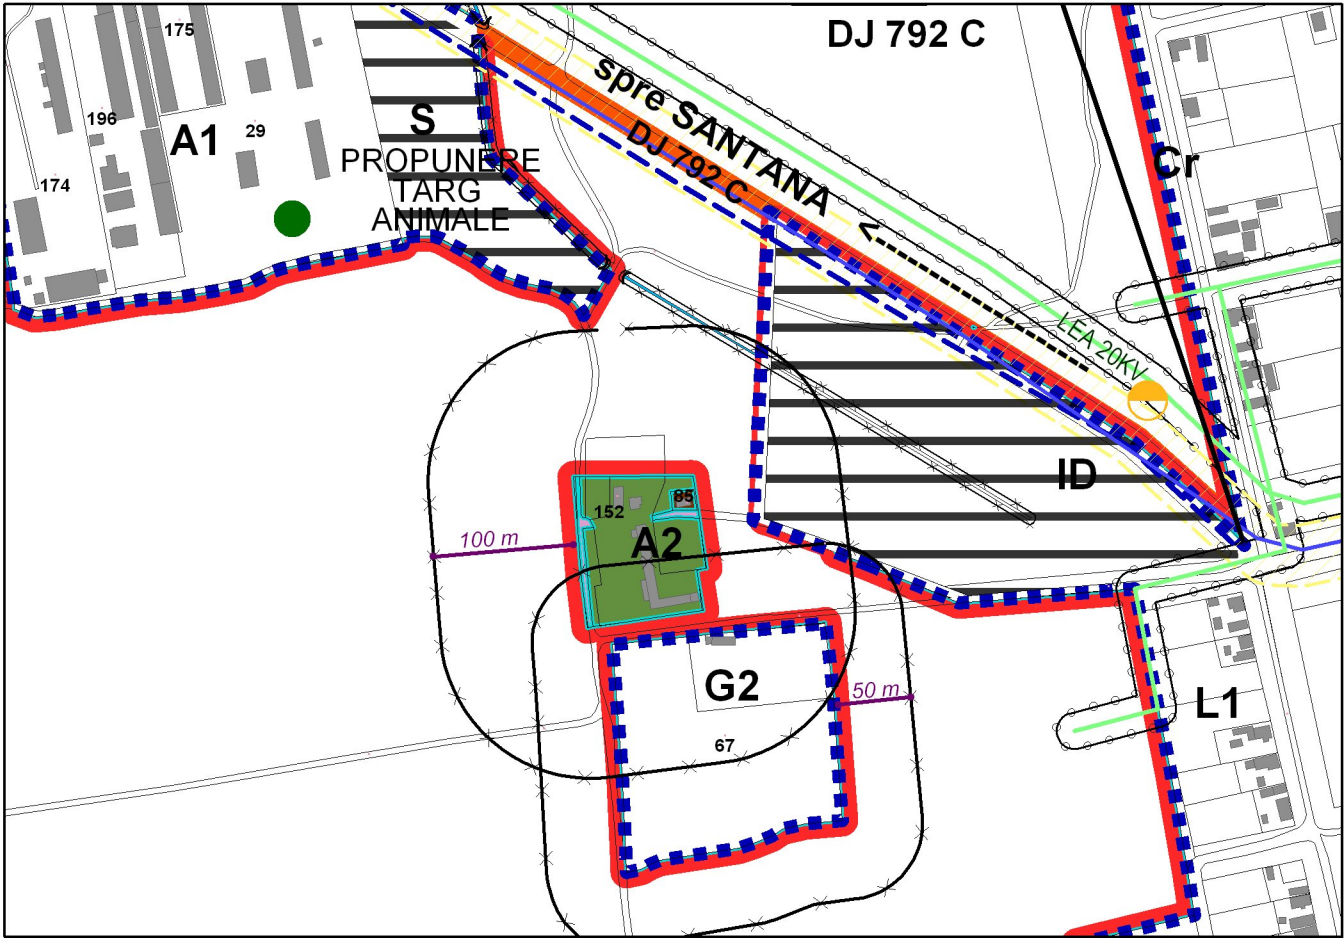 175
DJ 792 C
spre SANTANA
196
A1
29
S
DJ 792 C
Cr
PROPUNERE
TARG
ANIMALE
174
LEA 20KV
ID
85
152
100 m
A2
G2
50 m
L1
67